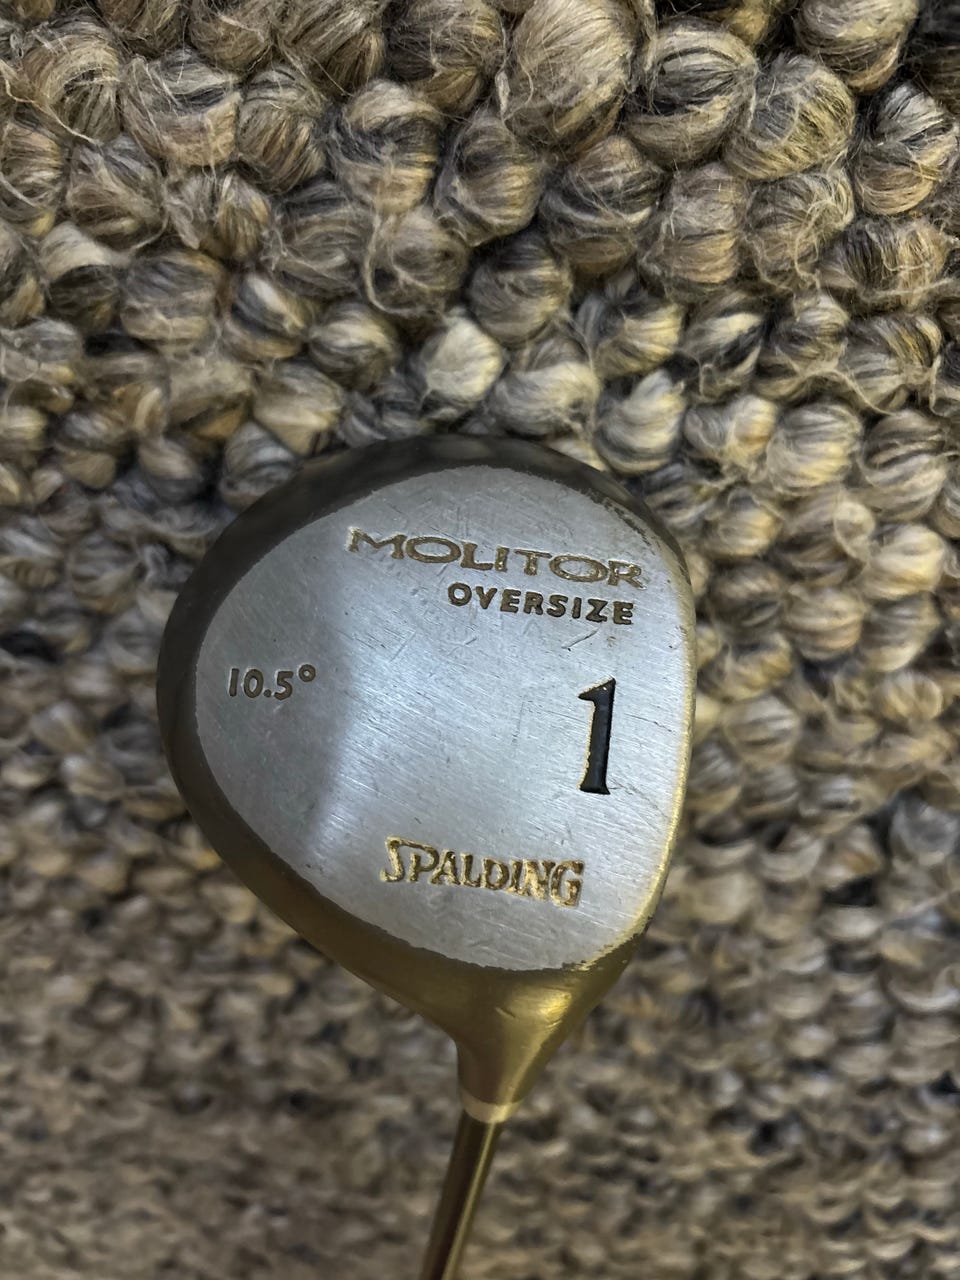 MOLITOR
OVERSIZE
10.5°
1
SPALDING